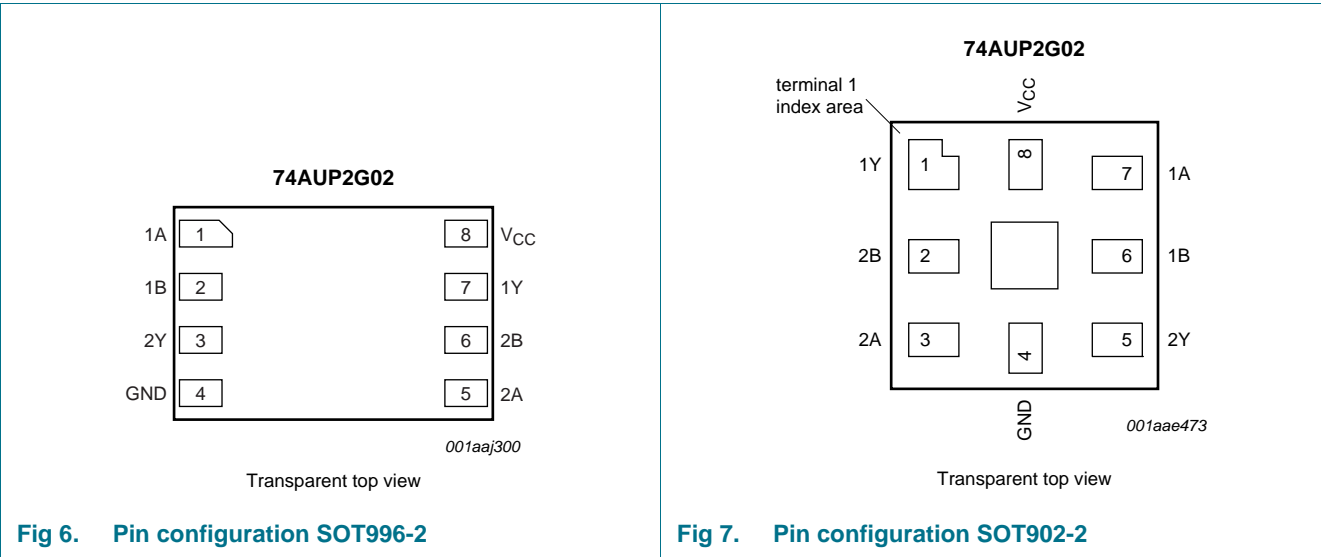 74AUP2G02
1A 1 8 VCC
1B 2 7 1Y
2Y 3 6 2B
GND 4 5 2A
001aaj300
Transparent top view
Fig 6. Pin configuration SOT996-2
74AUP2G02
terminal 1
index area
VCC
1Y 1 8 7 1A
2B 2 6 1B
2A 3 4 5 2Y
GND
001aae473
Transparent top view
Fig 7. Pin configuration SOT902-2